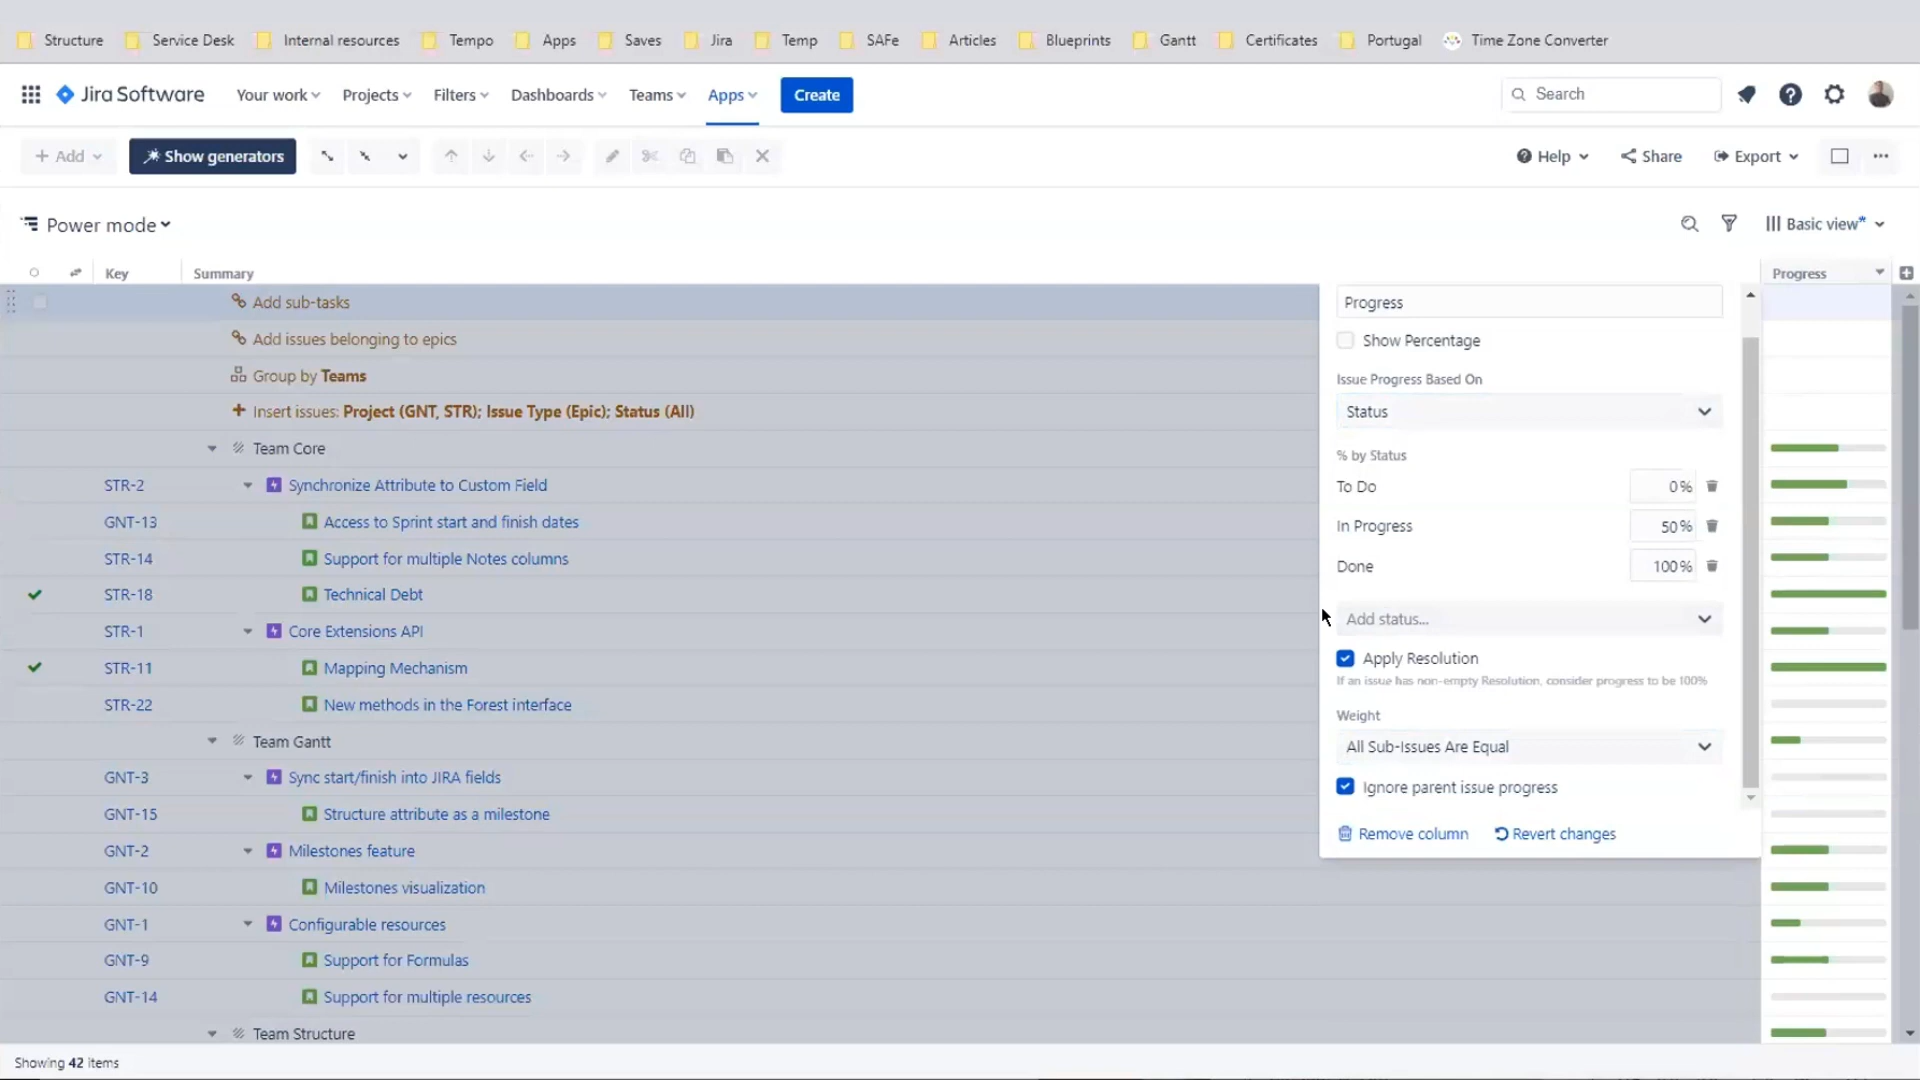 Structure Service Desk Internal resources Tempo Apps Saves Jira Temp SAFe Articles Blueprints Gantt Certificates Portugal Time Zone Converter
Jira Software Your work Projects Filters Dashboards Teams Apps Create Search
+ Add Show generators Help Share Export
Power mode Basic view*
Key Summary Progress
Add sub-tasks
Add issues belonging to epics
Group by Teams
Insert issues: Project (GNT, STR); Issue Type (Epic); Status (All)
Team Core
STR-2 Synchronize Attribute to Custom Field
GNT-13 Access to Sprint start and finish dates
STR-14 Support for multiple Notes columns
STR-18 Technical Debt
STR-1 Core Extensions API
STR-11 Mapping Mechanism
STR-22 New methods in the Forest interface
Team Gantt
GNT-3 Sync start/finish into JIRA fields
GNT-15 Structure attribute as a milestone
GNT-2 Milestones feature
GNT-10 Milestones visualization
GNT-1 Configurable resources
GNT-9 Support for Formulas
GNT-14 Support for multiple resources
Team Structure
Progress
Show Percentage
Issue Progress Based On
Status
% by Status
To Do 0%
In Progress 50%
Done 100%
Add status...
Apply Resolution
If an issue has non-empty Resolution, consider progress to be 100%
Weight
All Sub-Issues Are Equal
Ignore parent issue progress
Remove column Revert changes
Showing 42 items